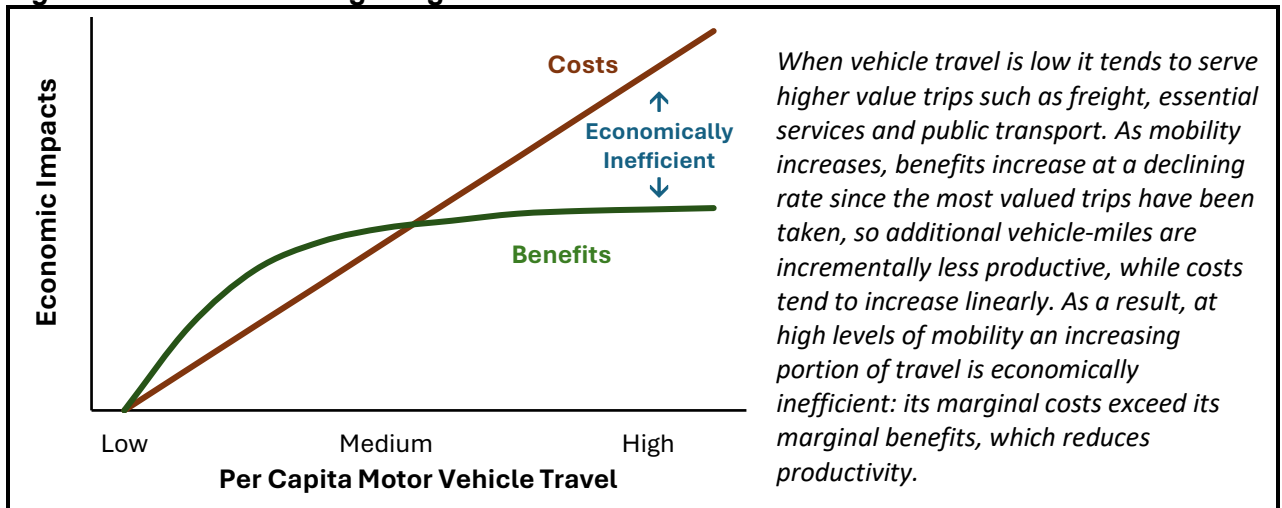 Costs
Economically
Inefficient
Benefits
Economic Impacts
Low Medium High
Per Capita Motor Vehicle Travel
When vehicle travel is low it tends to serve
higher value trips such as freight, essential
services and public transport. As mobility
increases, benefits increase at a declining
rate since the most valued trips have been
taken, so additional vehicle-miles are
incrementally less productive, while costs
tend to increase linearly. As a result, at
high levels of mobility an increasing
portion of travel is economically
inefficient: its marginal costs exceed its
marginal benefits, which reduces
productivity.